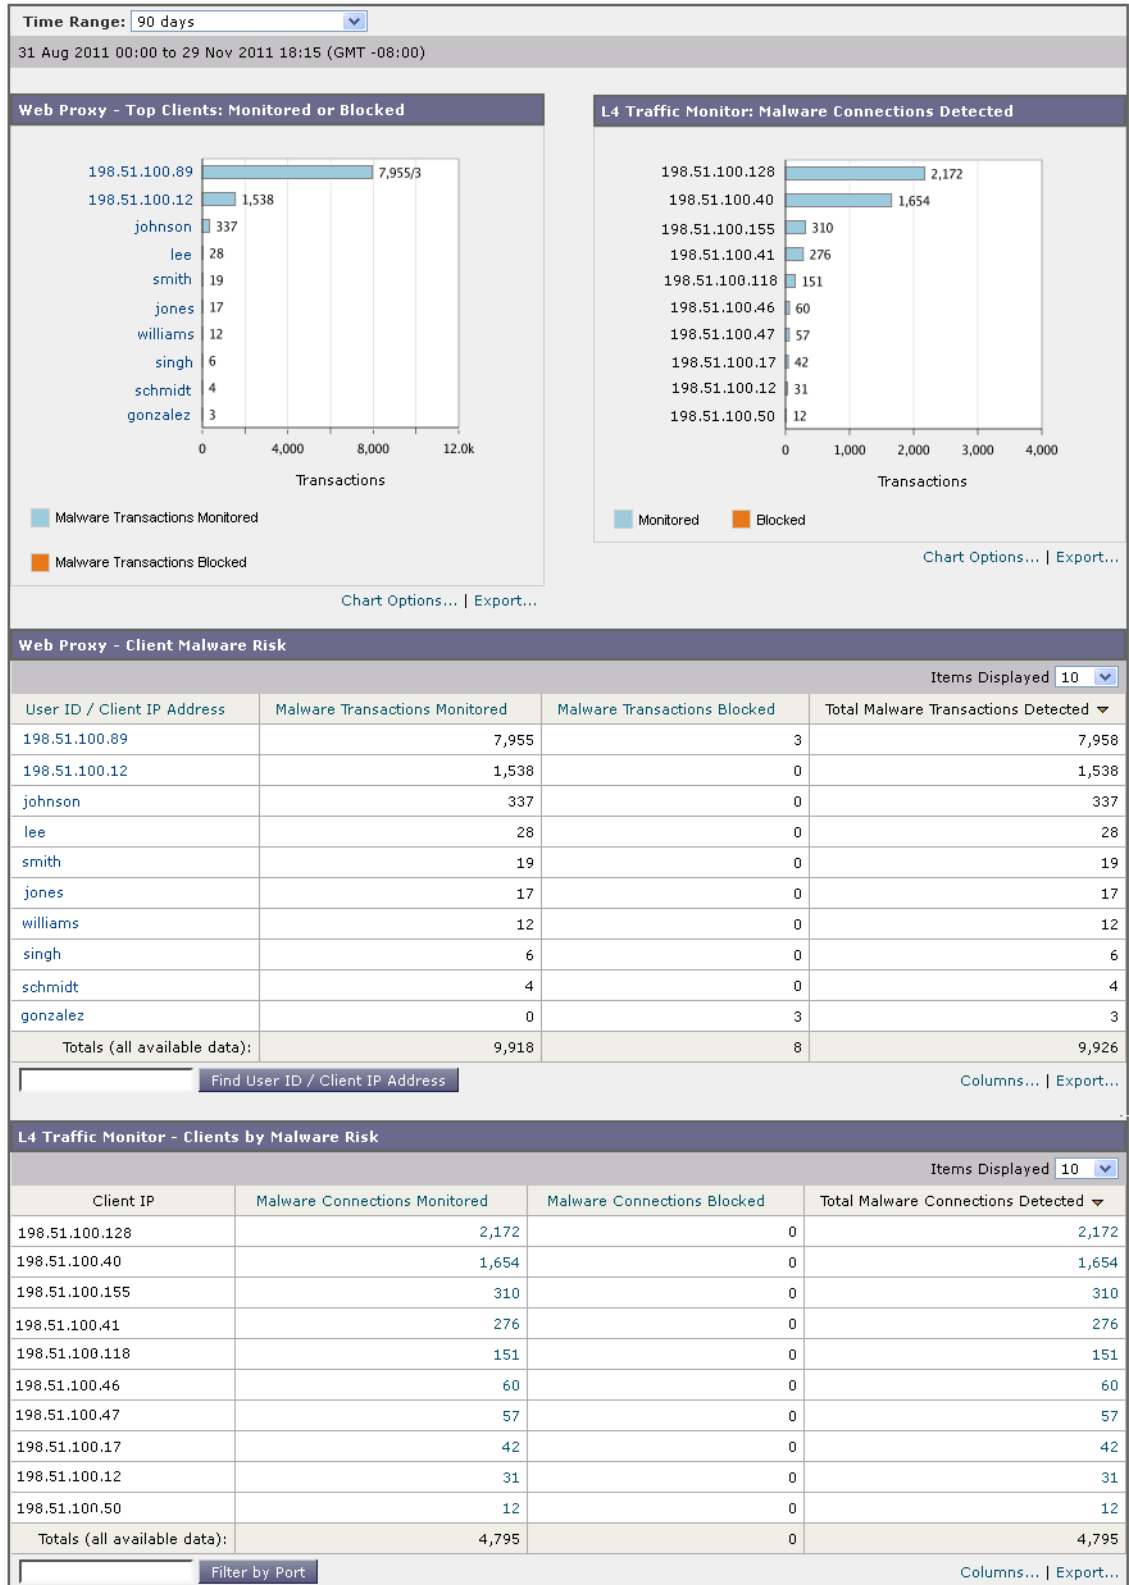 Time Range: 90 days
31 Aug 2011 00:00 to 29 Nov 2011 18:15 (GMT -08:00)
Web Proxy - Top Clients: Monitored or Blocked
198.51.100.89 7,955/3
198.51.100.12 1,538
johnson 337
lee 28
smith 19
jones 17
williams 12
singh 6
schmidt 4
gonzalez 3
0 4,000 8,000 12.0k
Transactions
Malware Transactions Monitored
Malware Transactions Blocked
Chart Options... | Export...
L4 Traffic Monitor: Malware Connections Detected
198.51.100.128 2,172
198.51.100.40 1,654
198.51.100.155 310
198.51.100.41 276
198.51.100.118 151
198.51.100.46 60
198.51.100.47 57
198.51.100.17 42
198.51.100.12 31
198.51.100.50 12
0 1,000 2,000 3,000 4,000
Transactions
Monitored Blocked
Chart Options... | Export...
Web Proxy - Client Malware Risk
Items Displayed 10
User ID / Client IP Address Malware Transactions Monitored Malware Transactions Blocked Total Malware Transactions Detected
198.51.100.89 7,955 3 7,958
198.51.100.12 1,538 0 1,538
johnson 337 0 337
lee 28 0 28
smith 19 0 19
jones 17 0 17
williams 12 0 12
singh 6 0 6
schmidt 4 0 4
gonzalez 0 3 3
Totals (all available data): 9,918 8 9,926
Find User ID / Client IP Address Columns... | Export...
L4 Traffic Monitor - Clients by Malware Risk
Items Displayed 10
Client IP Malware Connections Monitored Malware Connections Blocked Total Malware Connections Detected
198.51.100.128 2,172 0 2,172
198.51.100.40 1,654 0 1,654
198.51.100.155 310 0 310
198.51.100.41 276 0 276
198.51.100.118 151 0 151
198.51.100.46 60 0 60
198.51.100.47 57 0 57
198.51.100.17 42 0 42
198.51.100.12 31 0 31
198.51.100.50 12 0 12
Totals (all available data): 4,795 0 4,795
Filter by Port Columns... | Export...